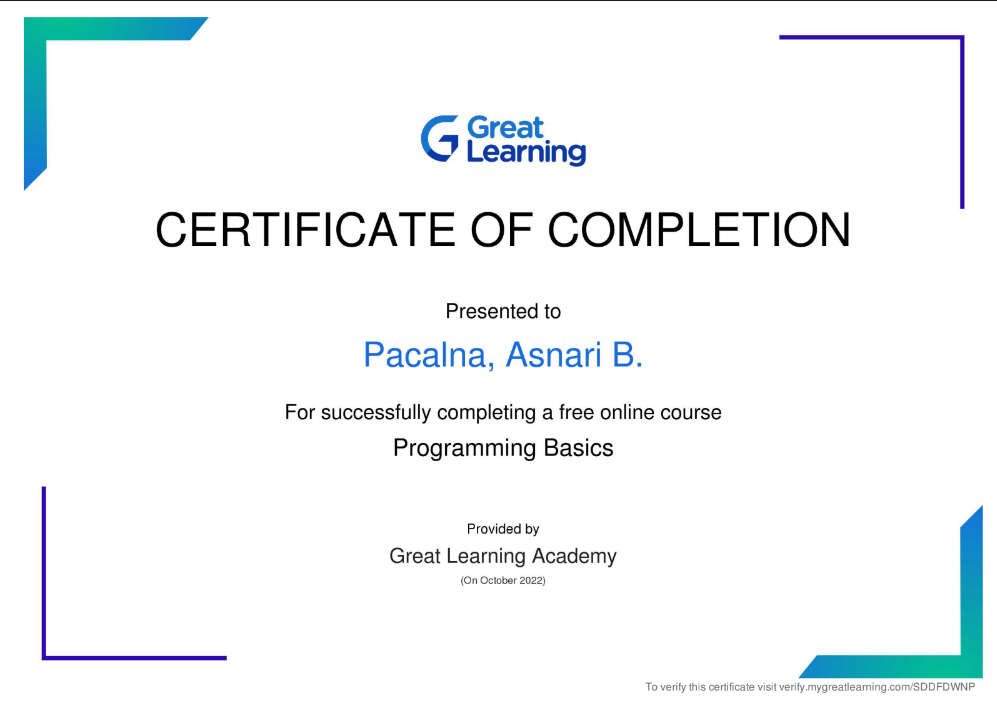 Great
Learning
CERTIFICATE OF COMPLETION
Presented to
Pacalna, Asnari B.
For successfully completing a free online course
Programming Basics
Provided by
Great Learning Academy
(On October 2022)
To verify this certificate visit verify.mygreatlearning.com/SDDFDWNP